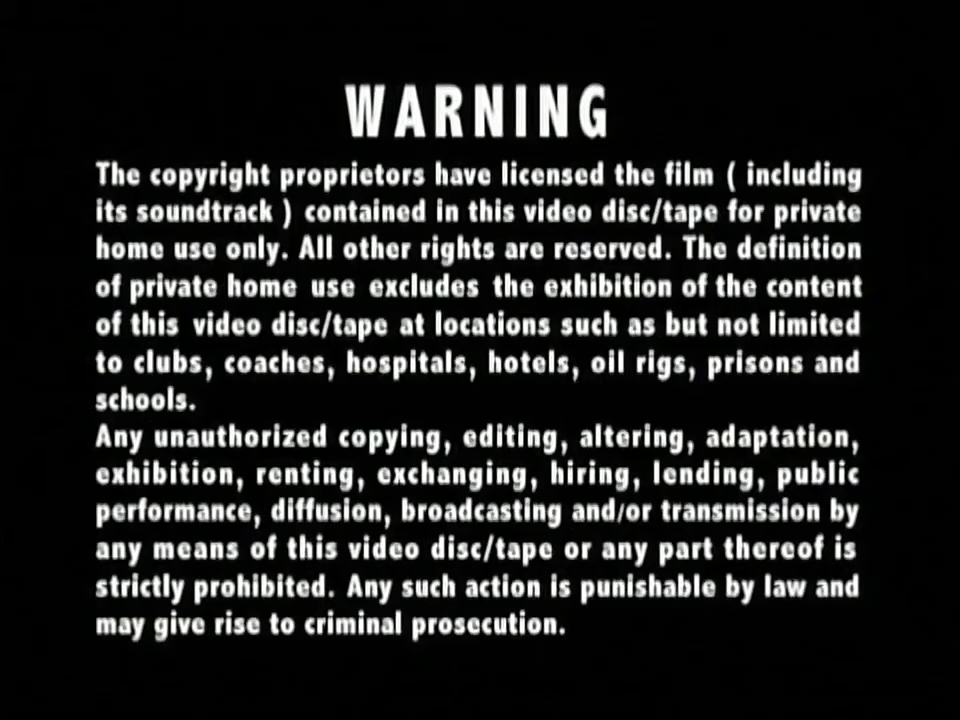 WARNING
The copyright proprietors have licensed the film ( including
its soundtrack ) contained in this video disc/tape for private
home use only. All other rights are reserved. The definition
of private home use excludes the exhibition of the content
of this video disc/tape at locations such as but not limited
to clubs, coaches, hospitals, hotels, oil rigs, prisons and
schools.
Any unauthorized copying, editing, altering, adaptation,
exhibition, renting, exchanging, hiring, lending, public
performance, diffusion, broadcasting and/or transmission by
any means of this video disc/tape or any part thereof is
strictly prohibited. Any such action is punishable by law and
may give rise to criminal prosecution.